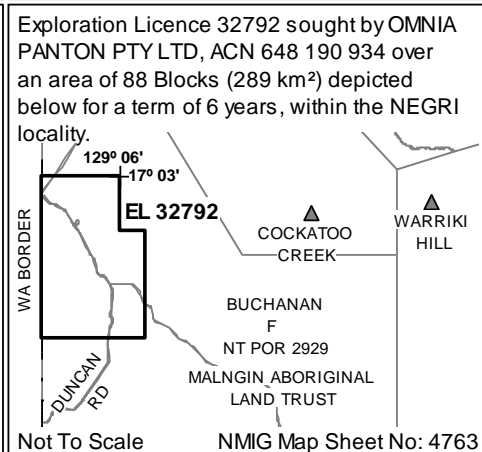 Exploration Licence 32792 sought by OMNIA
PANTON PTY LTD, ACN 648 190 934 over
an area of 88 Blocks (289 km²) depicted
below for a term of 6 years, within the NEGRI
locality.
129º 06'
17º 03'
EL 32792
WA BORDER
COCKATOO
CREEK
WARRIKI
HILL
BUCHANAN
F
NT POR 2929
MALNGIN ABORIGINAL
LAND TRUST
DUNCAN
RD
Not To Scale
NMIG Map Sheet No: 4763